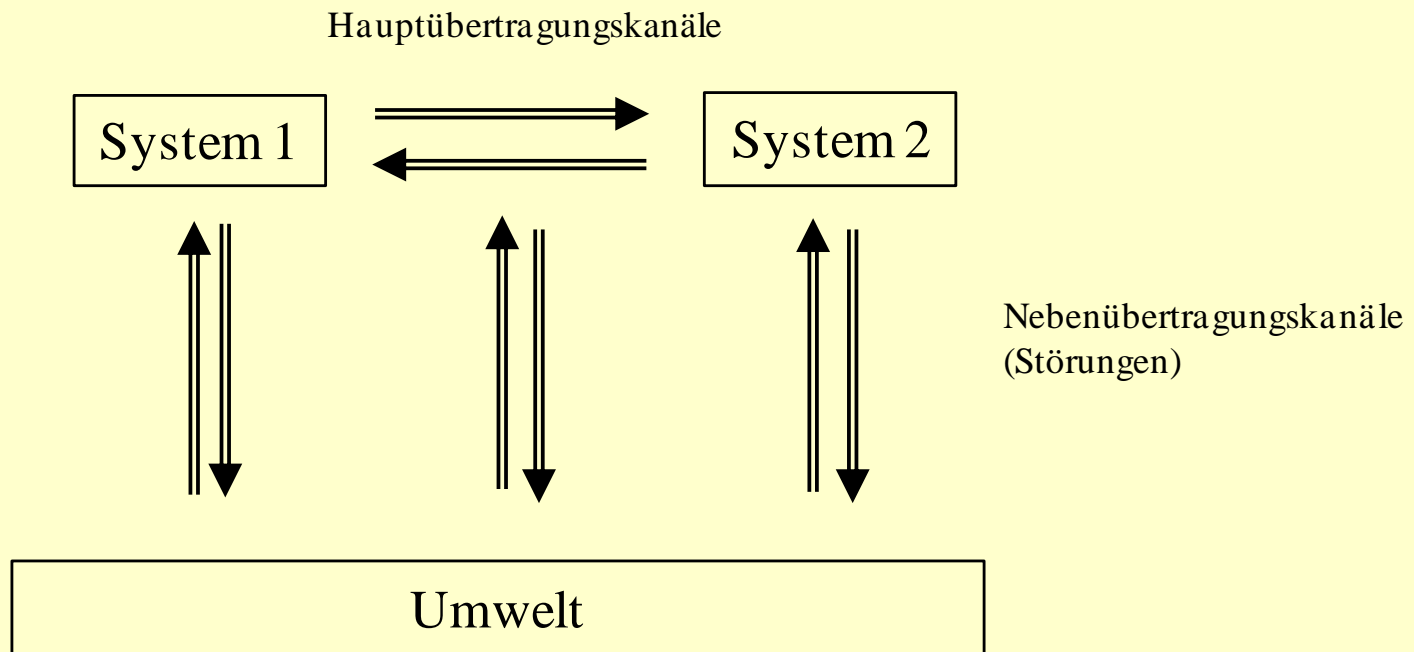 Hauptübertragungskanäle
System 1
System 2
Nebenübertragungskanäle
(Störungen)
Umwelt